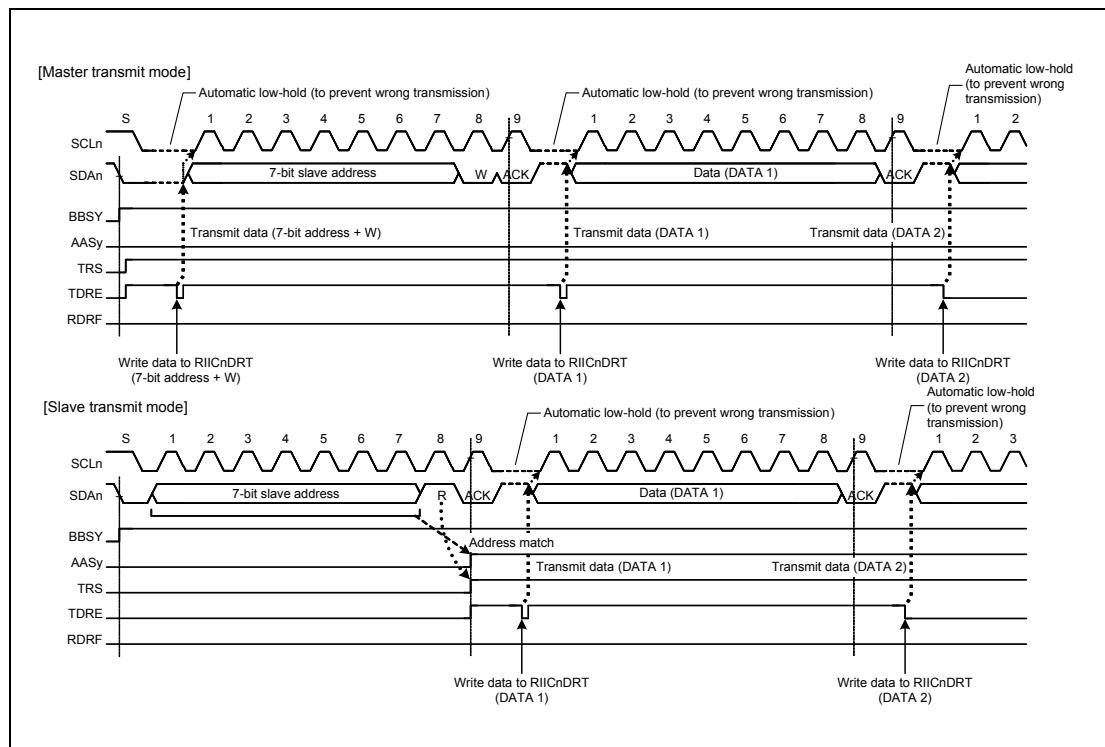 [Master transmit mode]
Automatic low-hold (to prevent wrong transmission)
Automatic low-hold (to prevent wrong transmission)
Automatic low-hold
(to prevent wrong
transmission)
S 1 2 3 4 5 6 7 8 9 1 2 3 4 5 6 7 8 9 1 2
SCLn
SDAn 7-bit slave address W ACK Data (DATA 1) ACK
BBSY
Transmit data (7-bit address + W) Transmit data (DATA 1) Transmit data (DATA 2)
AASy
TRS
TDRE
RDRF
Write data to RIICnDRT
(7-bit address + W)
Write data to RIICnDRT
(DATA 1)
Write data to RIICnDRT
(DATA 2)
[Slave transmit mode]
Automatic low-hold (to prevent wrong transmission)
Automatic low-hold
(to prevent wrong
transmission)
S 1 2 3 4 5 6 7 8 9 1 2 3 4 5 6 7 8 9 1 2 3
SCLn
SDAn 7-bit slave address R ACK Data (DATA 1) ACK
BBSY
Address match
AASy
Transmit data (DATA 1) Transmit data (DATA 2)
TRS
TDRE
RDRF
Write data to RIICnDRT
(DATA 1)
Write data to RIICnDRT
(DATA 2)